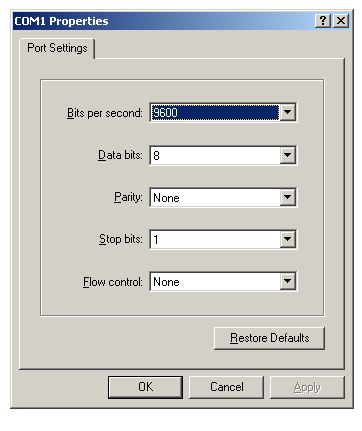 COM1 Properties
Port Settings
Bits per second: 9600
Data bits: 8
Parity: None
Stop bits: 1
Flow control: None
Restore Defaults
OK Cancel Apply